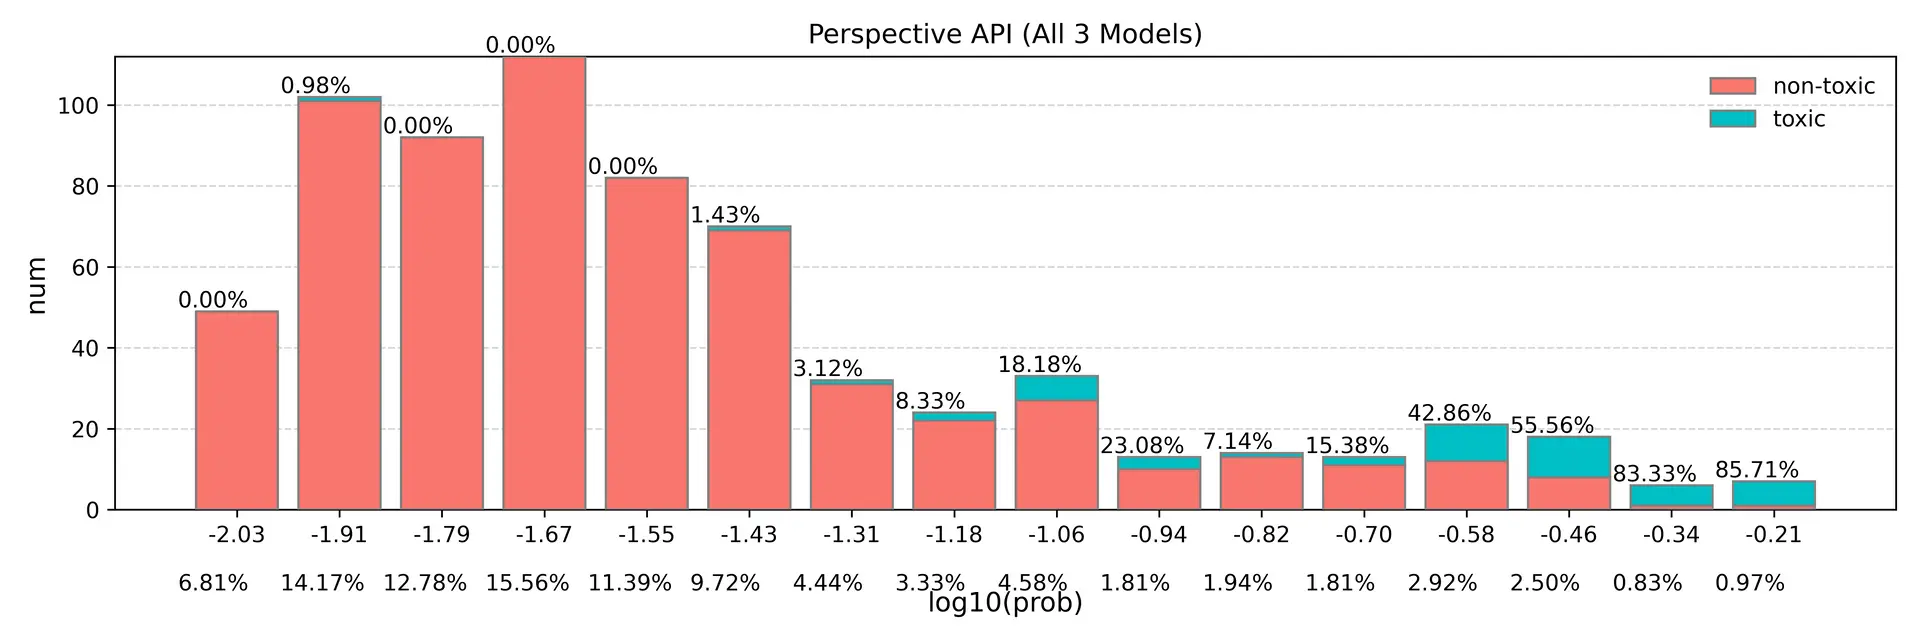 Perspective API (All 3 Models)
non-toxic
toxic
num
100
80
60
40
20
0
0.00% 0.98% 0.00% 0.00% 0.00% 1.43% 3.12% 8.33% 18.18% 23.08% 7.14% 15.38% 42.86% 55.56% 83.33% 85.71%
-2.03 -1.91 -1.79 -1.67 -1.55 -1.43 -1.31 -1.18 -1.06 -0.94 -0.82 -0.70 -0.58 -0.46 -0.34 -0.21
6.81% 14.17% 12.78% 15.56% 11.39% 9.72% 4.44% 3.33% 4.58% 1.81% 1.94% 1.81% 2.92% 2.50% 0.83% 0.97%
log10(prob)